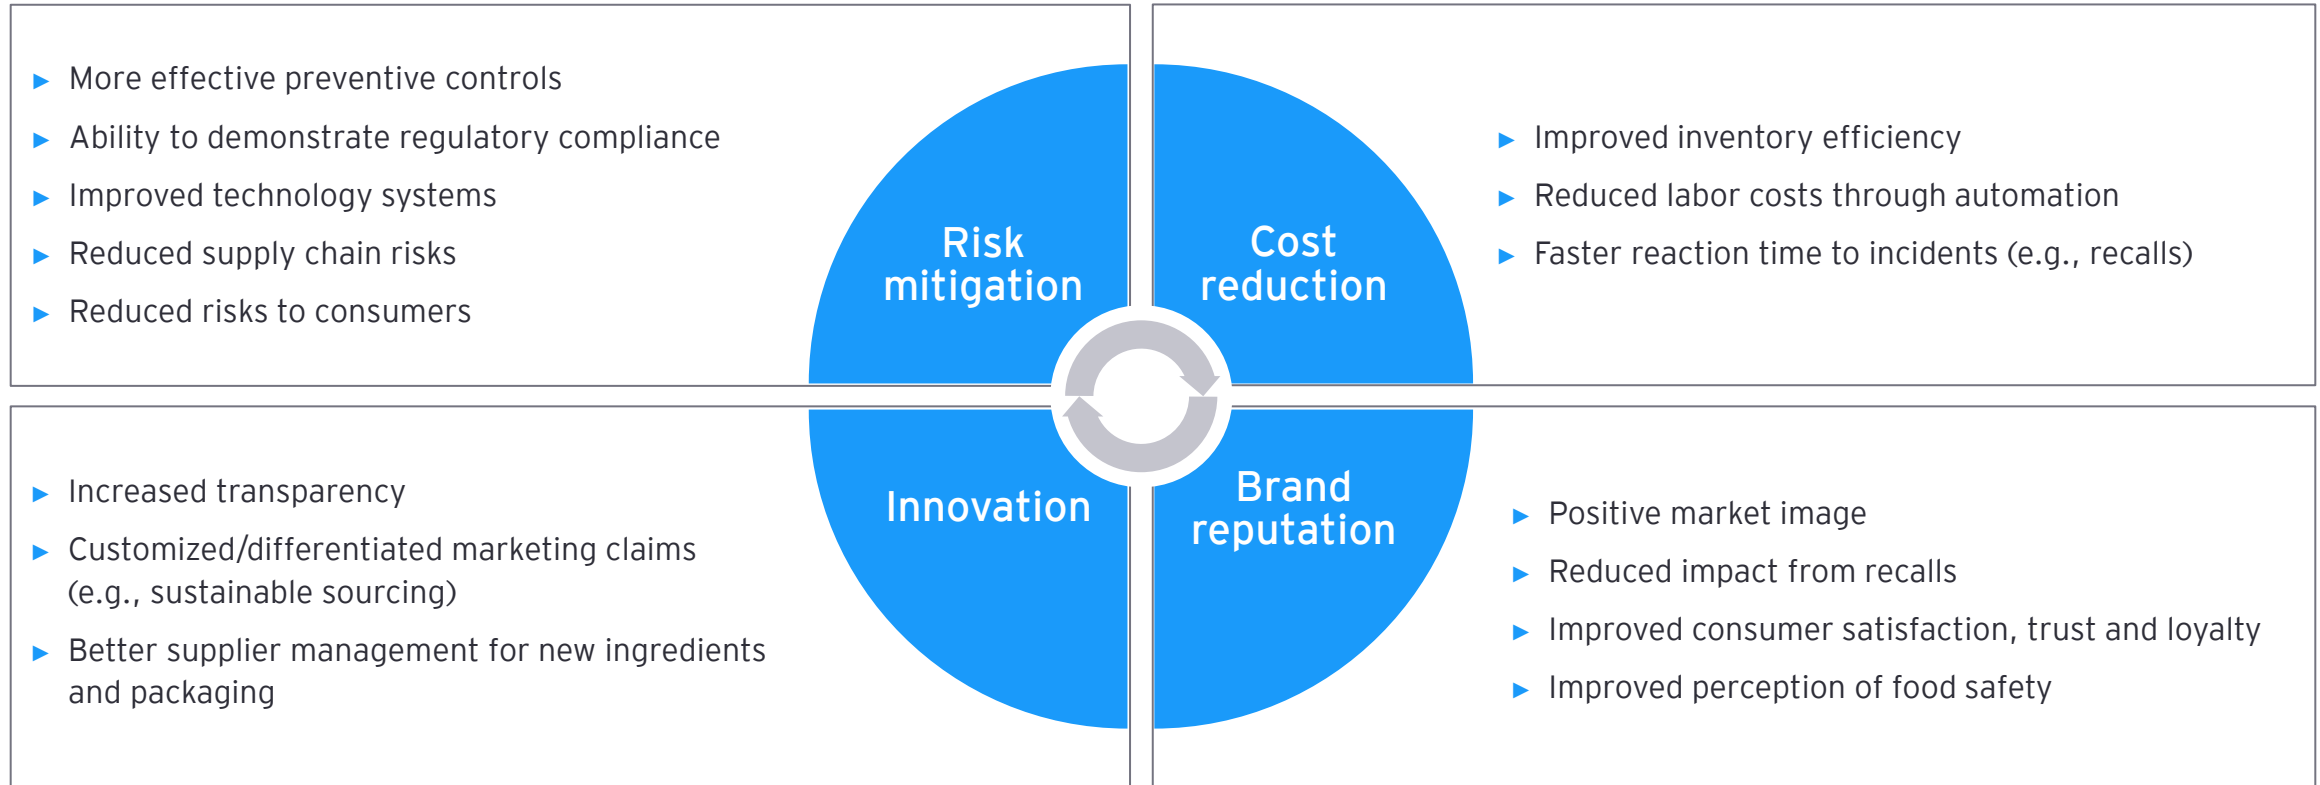 ► More effective preventive controls
► Ability to demonstrate regulatory compliance
► Improved technology systems
► Reduced supply chain risks
► Reduced risks to consumers
Risk
mitigation
Cost
reduction
► Improved inventory efficiency
► Reduced labor costs through automation
► Faster reaction time to incidents (e.g., recalls)
► Increased transparency
► Customized/differentiated marketing claims
(e.g., sustainable sourcing)
► Better supplier management for new ingredients
and packaging
Innovation
Brand
reputation
► Positive market image
► Reduced impact from recalls
► Improved consumer satisfaction, trust and loyalty
► Improved perception of food safety